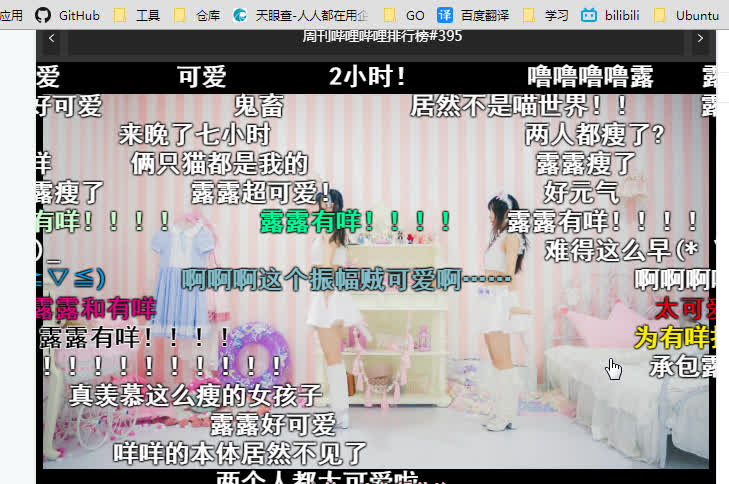 应用 GitHub 工具 仓库 天眼查-人人都在用企 GO 百度翻译 学习 bilibili Ubuntu
周刊哔哩哔哩排行榜#395
爱 可爱 2小时！ 噜噜噜噜露 露
好可爱 鬼畜 居然不是喵世界！！ 露
来晚了七小时 两人都瘦了？
咩 俩只猫都是我的 露露瘦了
露瘦了 露露超可爱！ 好元气
有咩！！！！ 露露有咩！！！！ 露露有咩！！！！
)_ 难得这么早(*
≧▽≦) 啊啊啊这个振幅贼可爱啊…… 啊啊啊
露露和有咩 太可爱
露露有咩！！！！ 为有咩
！！！！！！！！ 承包露
真羡慕这么瘦的女孩子
露露好可爱
咩咩的本体居然不见了
两个人都太可爱啦